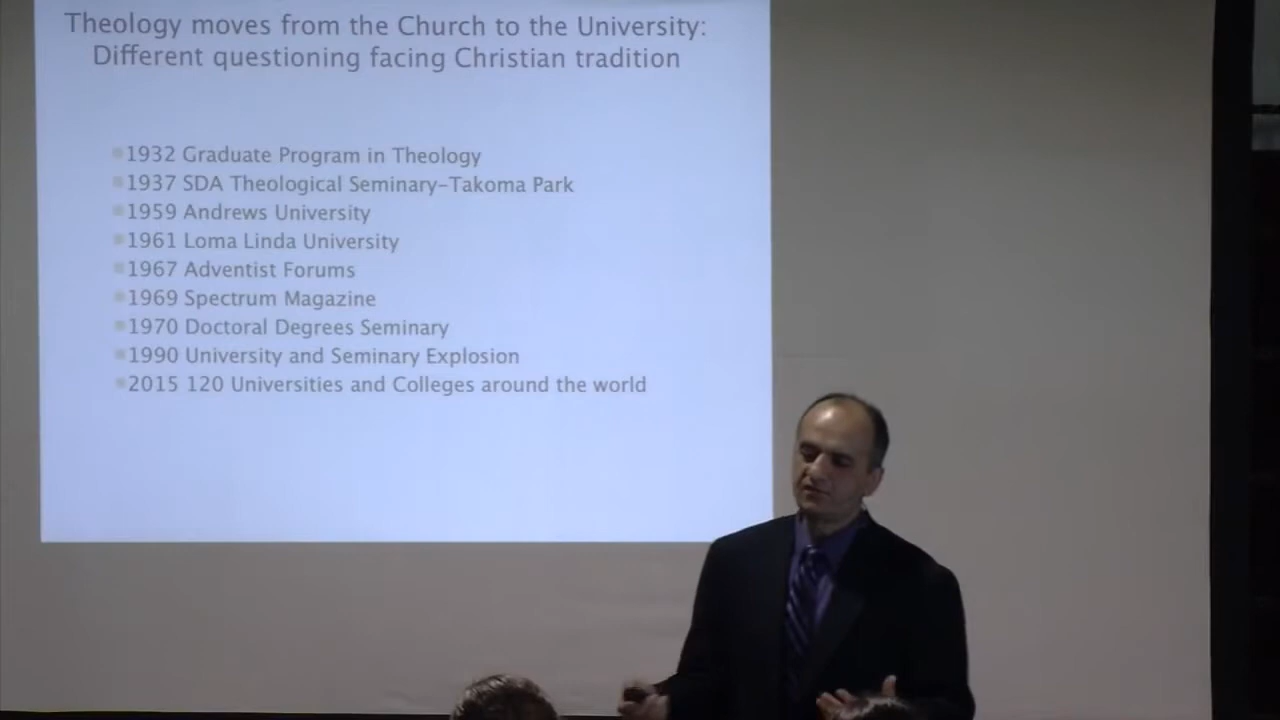 Theology moves from the Church to the University:
Different questioning facing Christian tradition
1932 Graduate Program in Theology
1937 SDA Theological Seminary–Takoma Park
1959 Andrews University
1961 Loma Linda University
1967 Adventist Forums
1969 Spectrum Magazine
1970 Doctoral Degrees Seminary
1990 University and Seminary Explosion
2015 120 Universities and Colleges around the world